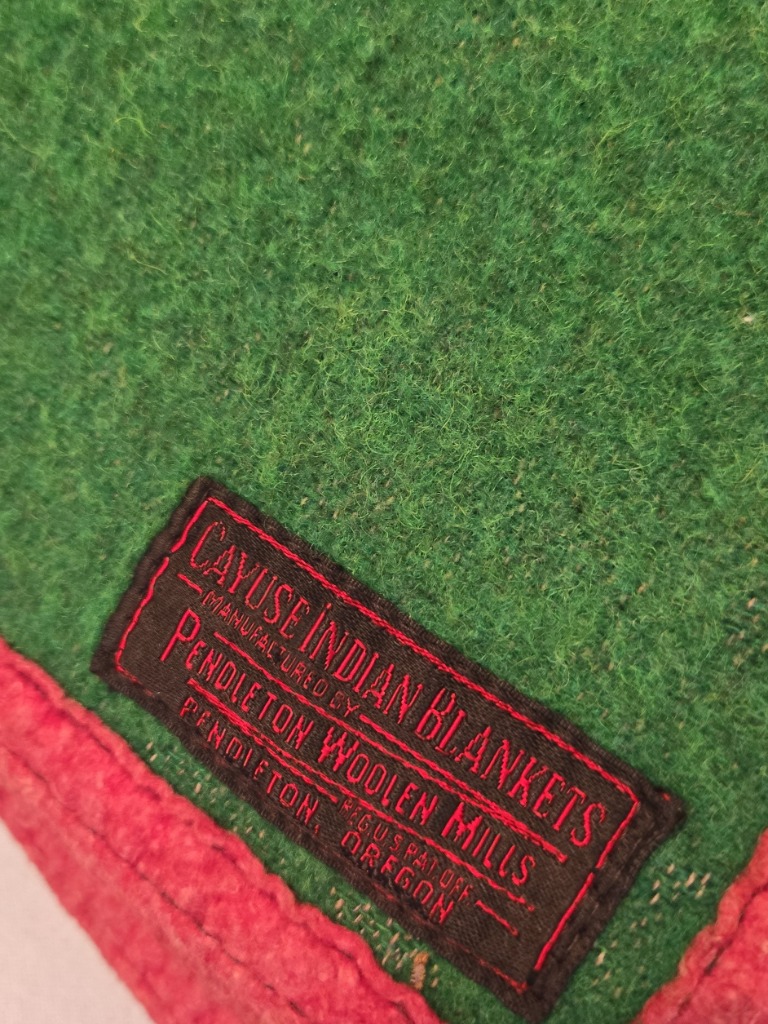 CAYUSE INDIAN BLANKETS
MANUFACTURED BY
PENDLETON WOOLEN MILLS
REG. U.S. PAT. OFF.
PENDLETON, OREGON